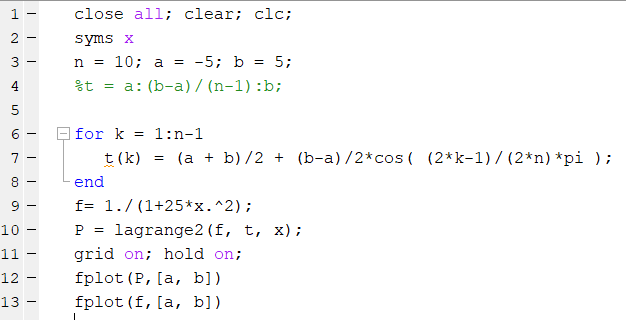 1 – close all; clear; clc;
2 – syms x
3 – n = 10; a = -5; b = 5;
4 %t = a:(b-a)/(n-1):b;
5
6 – for k = 1:n-1
7 – t(k) = (a + b)/2 + (b-a)/2*cos( (2*k-1)/(2*n)*pi );
8 – end
9 – f= 1./(1+25*x.^2);
10 – P = lagrange2(f, t, x);
11 – grid on; hold on;
12 – fplot(P,[a, b])
13 – fplot(f,[a, b])